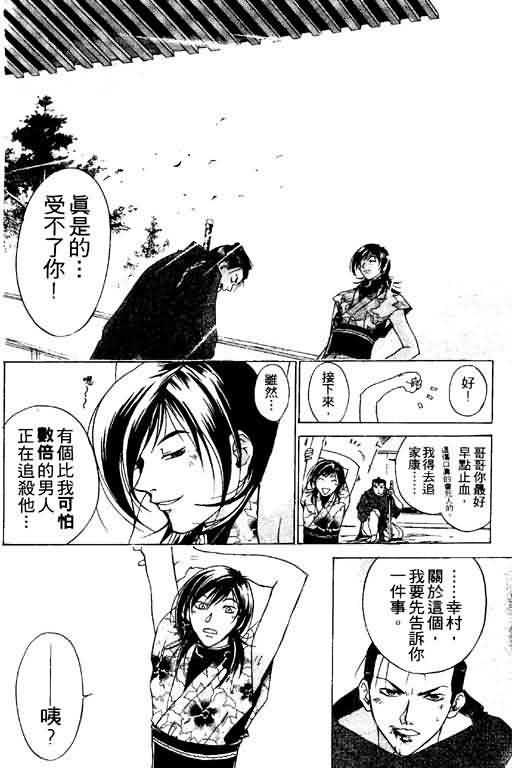 真是的…
受不了你！
好！
接下來，
雖然…
哥哥你最好
早點止血。
我得去追
家康……
嗯～
有個比我可怕
數倍的男人
正在追殺他…
……幸村，
關於這個，
我要先告訴你
一件事。
咦？